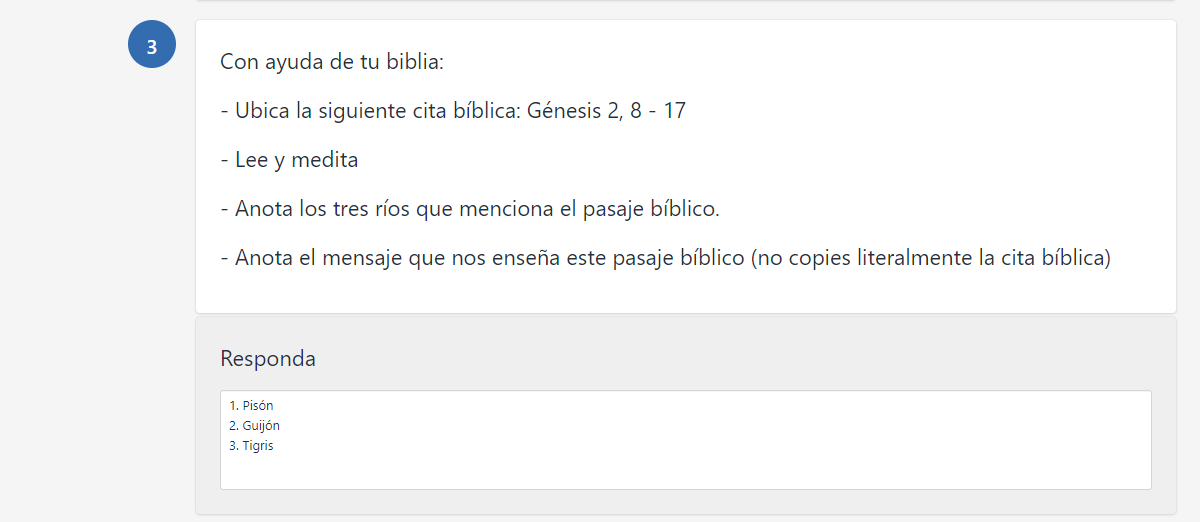 3
Con ayuda de tu biblia:
- Ubica la siguiente cita bíblica: Génesis 2, 8 - 17
- Lee y medita
- Anota los tres ríos que menciona el pasaje bíblico.
- Anota el mensaje que nos enseña este pasaje bíblico (no copies literalmente la cita bíblica)
Responda
1. Pisón
2. Guijón
3. Tigris